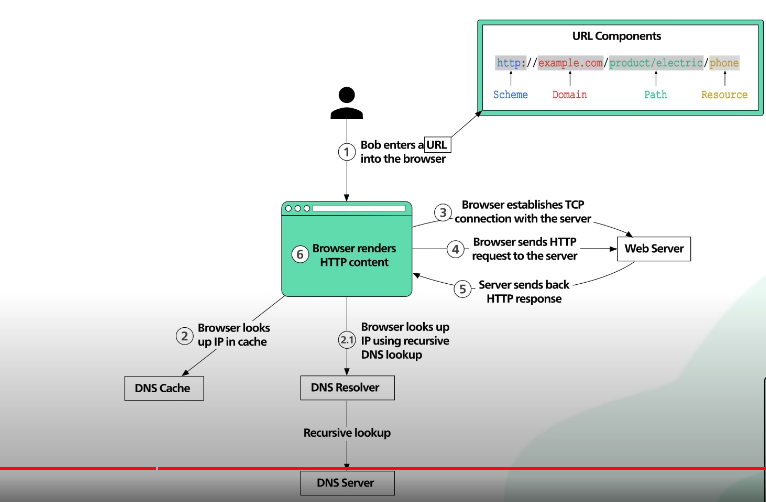 URL Components
http://example.com/product/electric/phone
Scheme Domain Path Resource
1 Bob enters a URL
into the browser
3 Browser establishes TCP
connection with the server
4 Browser sends HTTP
request to the server
Web Server
5 Server sends back
HTTP response
6 Browser renders
HTTP content
2 Browser looks
up IP in cache
2.1 Browser looks up
IP using recursive
DNS lookup
DNS Cache
DNS Resolver
Recursive lookup
DNS Server